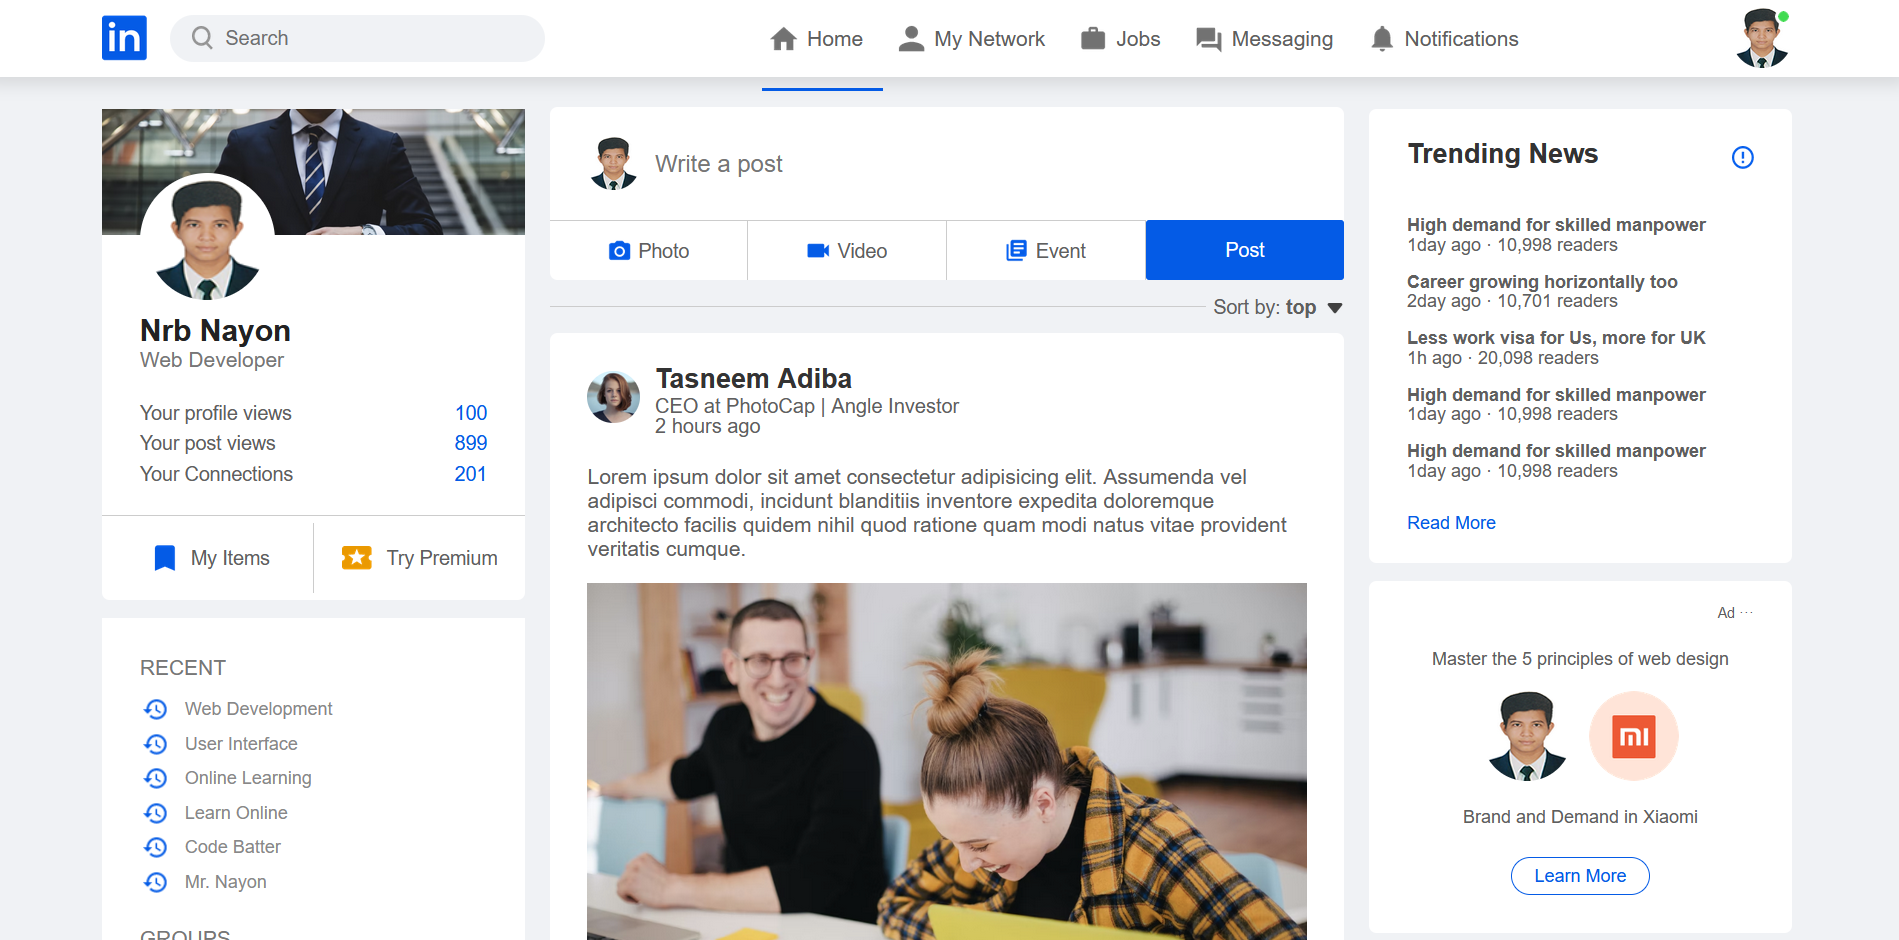 in
Search
Home
My Network
Jobs
Messaging
Notifications
Nrb Nayon
Web Developer
Your profile views 100
Your post views 899
Your Connections 201
My Items
Try Premium
RECENT
Web Development
User Interface
Online Learning
Learn Online
Code Batter
Mr. Nayon
GROUPS
Write a post
Photo
Video
Event
Post
Sort by: top
Tasneem Adiba
CEO at PhotoCap | Angle Investor
2 hours ago
Lorem ipsum dolor sit amet consectetur adipisicing elit. Assumenda vel
adipisci commodi, incidunt blanditiis inventore expedita doloremque
architecto facilis quidem nihil quod ratione quam modi natus vitae provident
veritatis cumque.
Trending News
High demand for skilled manpower
1day ago · 10,998 readers
Career growing horizontally too
2day ago · 10,701 readers
Less work visa for Us, more for UK
1h ago · 20,098 readers
High demand for skilled manpower
1day ago · 10,998 readers
High demand for skilled manpower
1day ago · 10,998 readers
Read More
Ad ···
Master the 5 principles of web design
mi
Brand and Demand in Xiaomi
Learn More